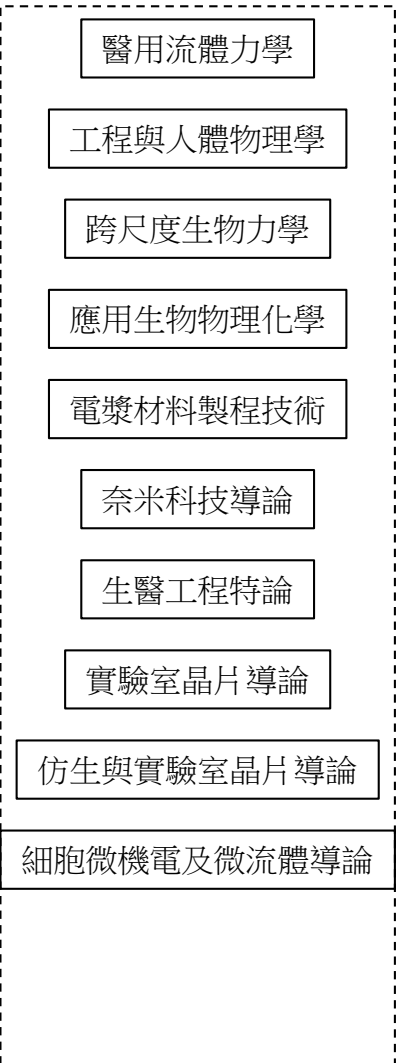 醫用流體力學
工程與人體物理學
跨尺度生物力學
應用生物物理化學
電漿材料製程技術
奈米科技導論
生醫工程特論
實驗室晶片導論
仿生與實驗室晶片導論
細胞微機電及微流體導論